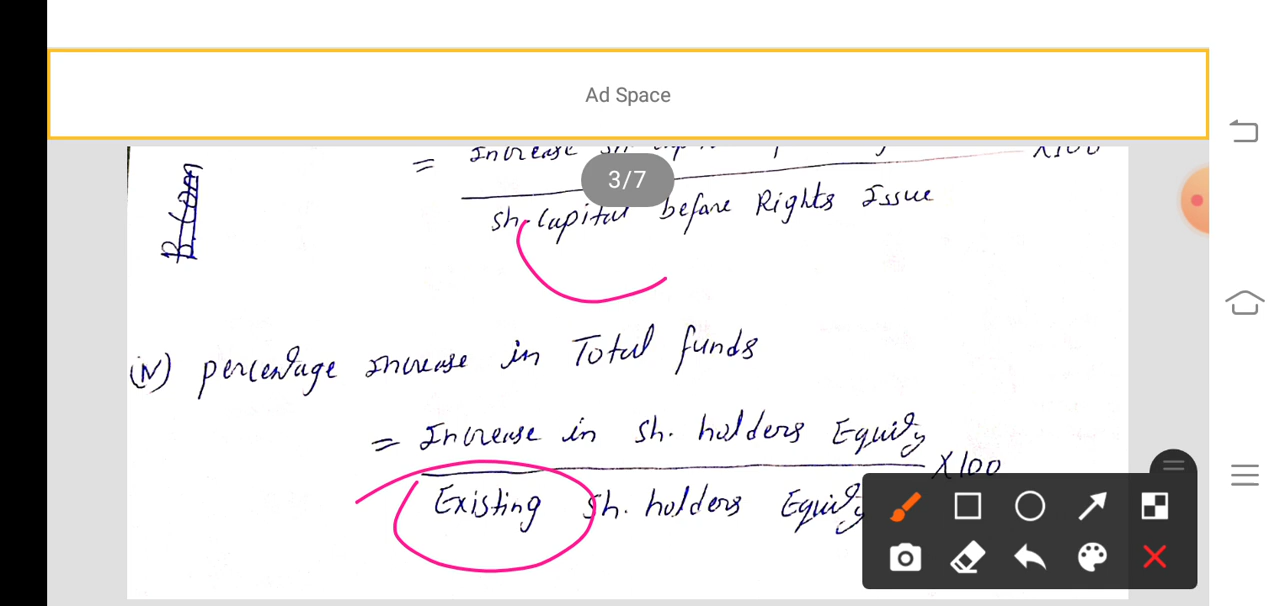 Ad Space
= Increase X100
3/7
Sh. Capital before Rights Issue
B.Com
(iv) percentage increase in Total funds
= Increase in Sh. holders Equity X100
Existing Sh. holders Equity